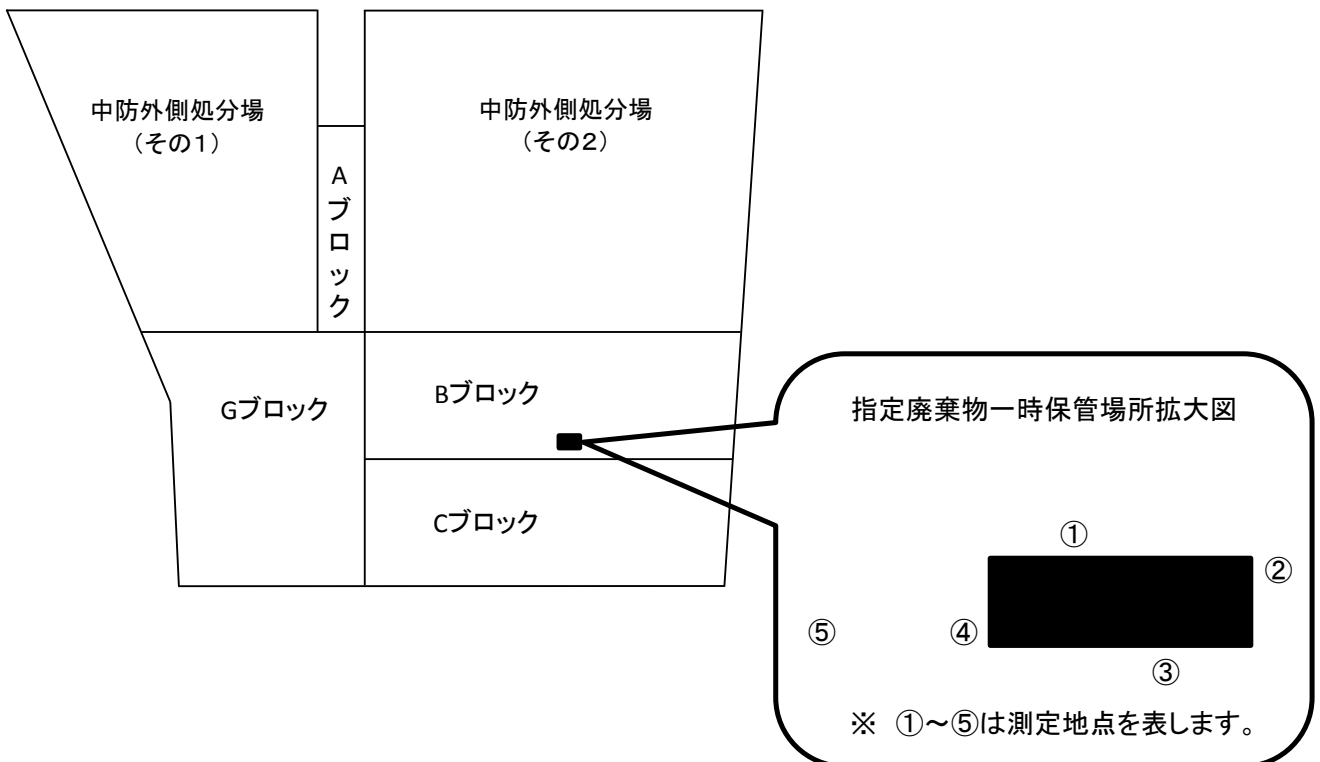 中防外側処分場
（その１）
中防外側処分場
（その２）
Aブロック
Gブロック
Bブロック
Cブロック
指定廃棄物一時保管場所拡大図
①
②
③
④
⑤
※　①～⑤は測定地点を表します。